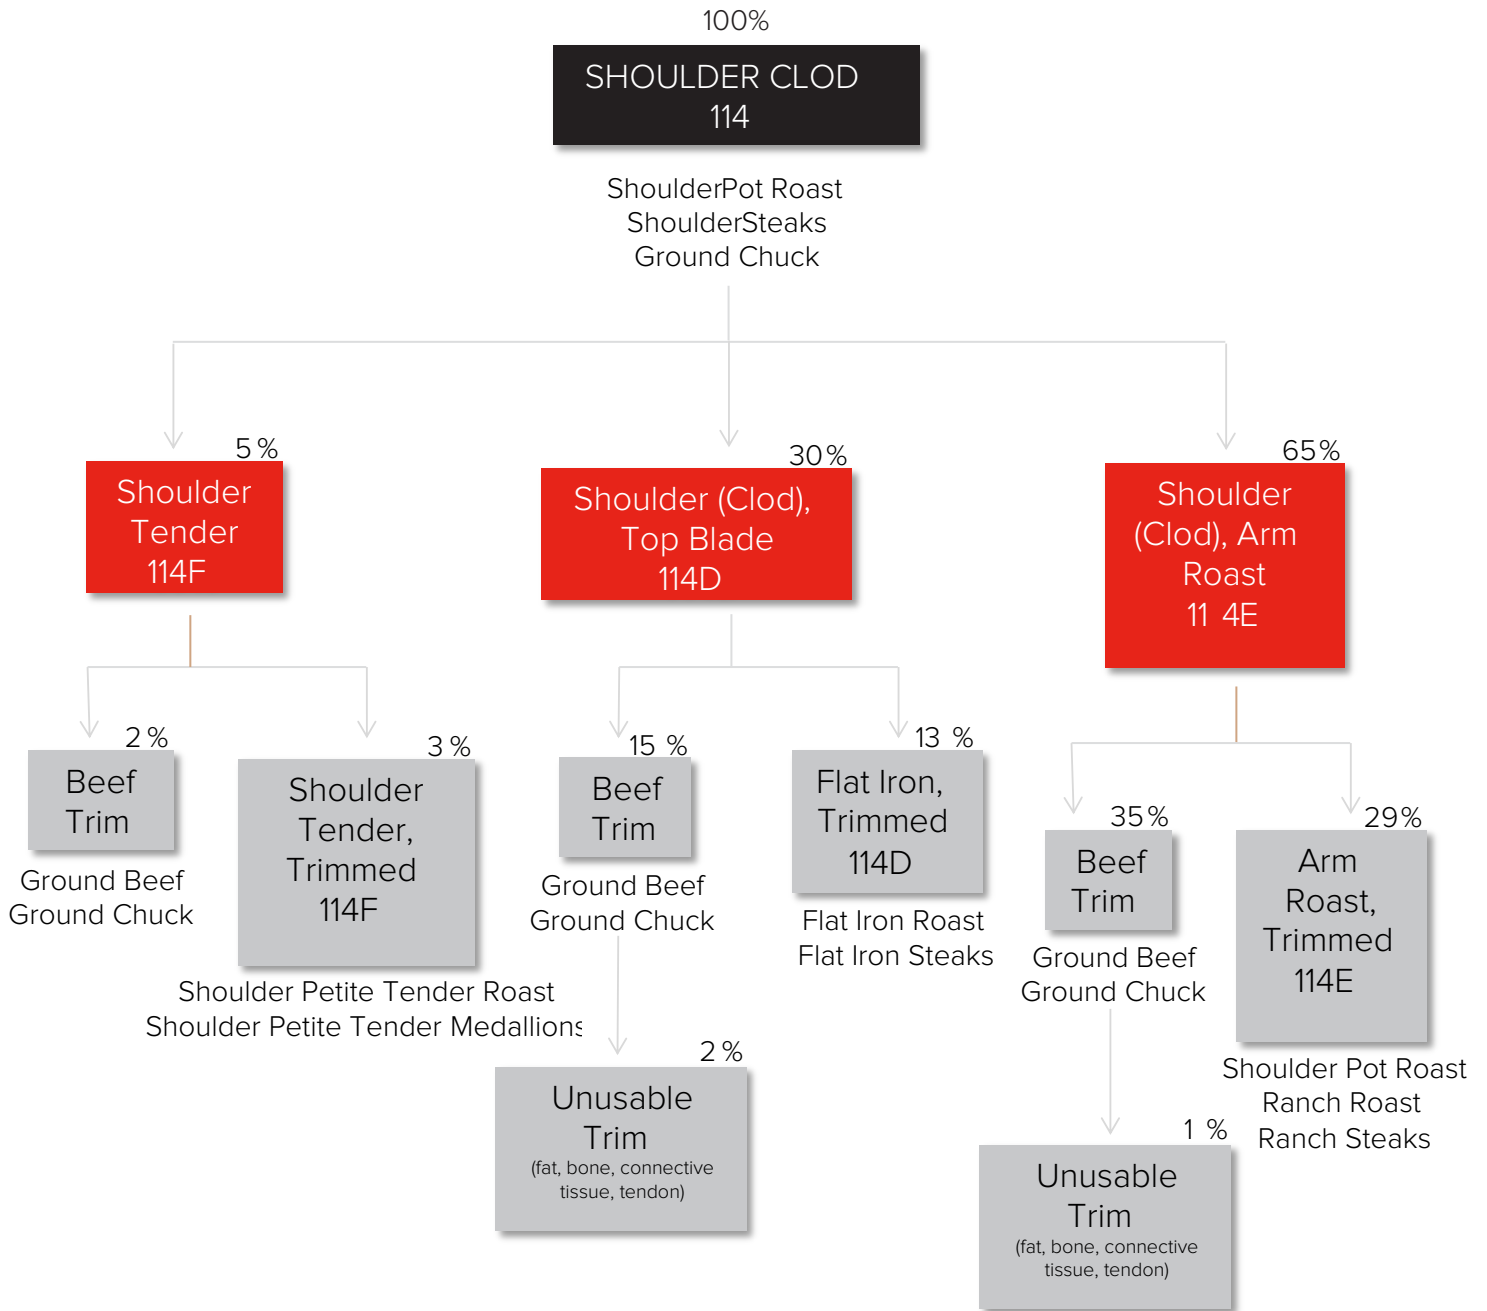 100%
SHOULDER CLOD
114
ShoulderPot Roast
ShoulderSteaks
Ground Chuck
5 %
Shoulder
Tender
114F
30%
Shoulder (Clod),
Top Blade
114D
65%
Shoulder
(Clod), Arm
Roast
11 4E
2 %
Beef
Trim
Ground Beef
Ground Chuck
3 %
Shoulder
Tender,
Trimmed
114F
Shoulder Petite Tender Roast
Shoulder Petite Tender Medallions
15 %
Beef
Trim
Ground Beef
Ground Chuck
2 %
Unusable
Trim
(fat, bone, connective
tissue, tendon)
13 %
Flat Iron,
Trimmed
114D
Flat Iron Roast
Flat Iron Steaks
35%
Beef
Trim
Ground Beef
Ground Chuck
1 %
Unusable
Trim
(fat, bone, connective
tissue, tendon)
29%
Arm
Roast,
Trimmed
114E
Shoulder Pot Roast
Ranch Roast
Ranch Steaks